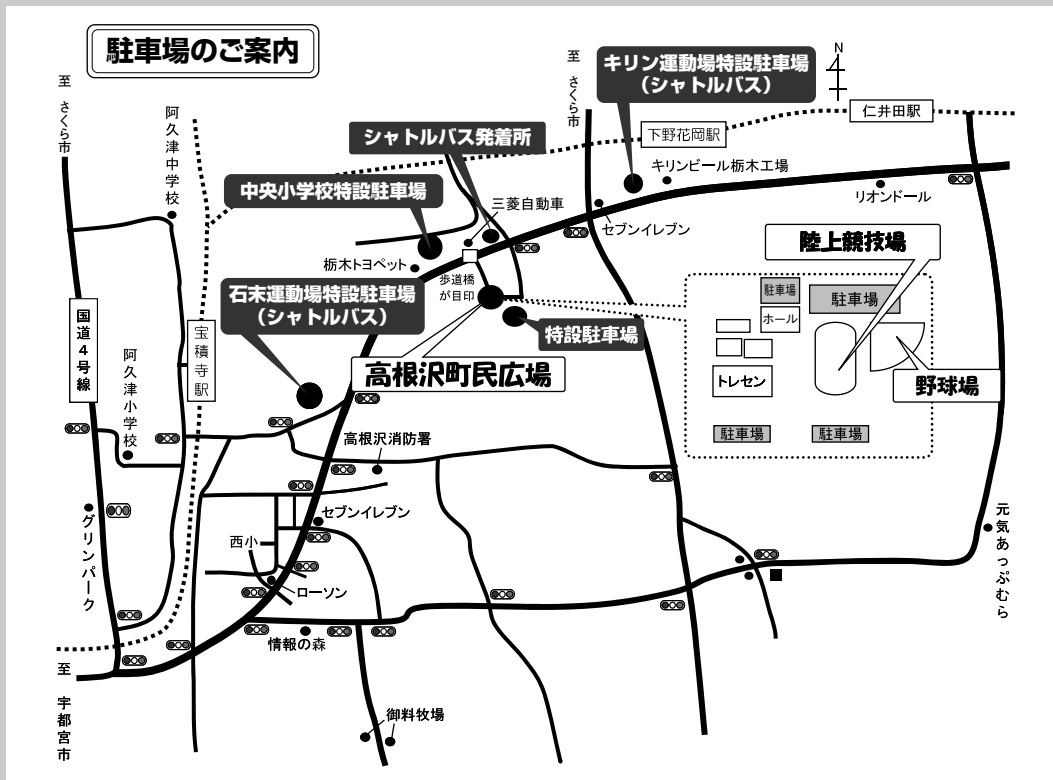 駐車場のご案内
至 さくら市
阿久津中学校
至 さくら市
キリン運動場特設駐車場
（シャトルバス）
N
仁井田駅
下野花岡駅
シャトルバス発着所
キリンビール栃木工場
中央小学校特設駐車場
リオンドール
三菱自動車
セブンイレブン
陸上競技場
栃木トヨペット
歩道橋
が目印
石末運動場特設駐車場
（シャトルバス）
駐車場
駐車場
ホール
国道4号線
宝積寺駅
特設駐車場
阿久津小学校
高根沢町民広場
トレセン
野球場
高根沢消防署
駐車場
駐車場
グリンパーク
セブンイレブン
元気あっぷむら
西小
ローソン
情報の森
至 宇都宮市
御料牧場